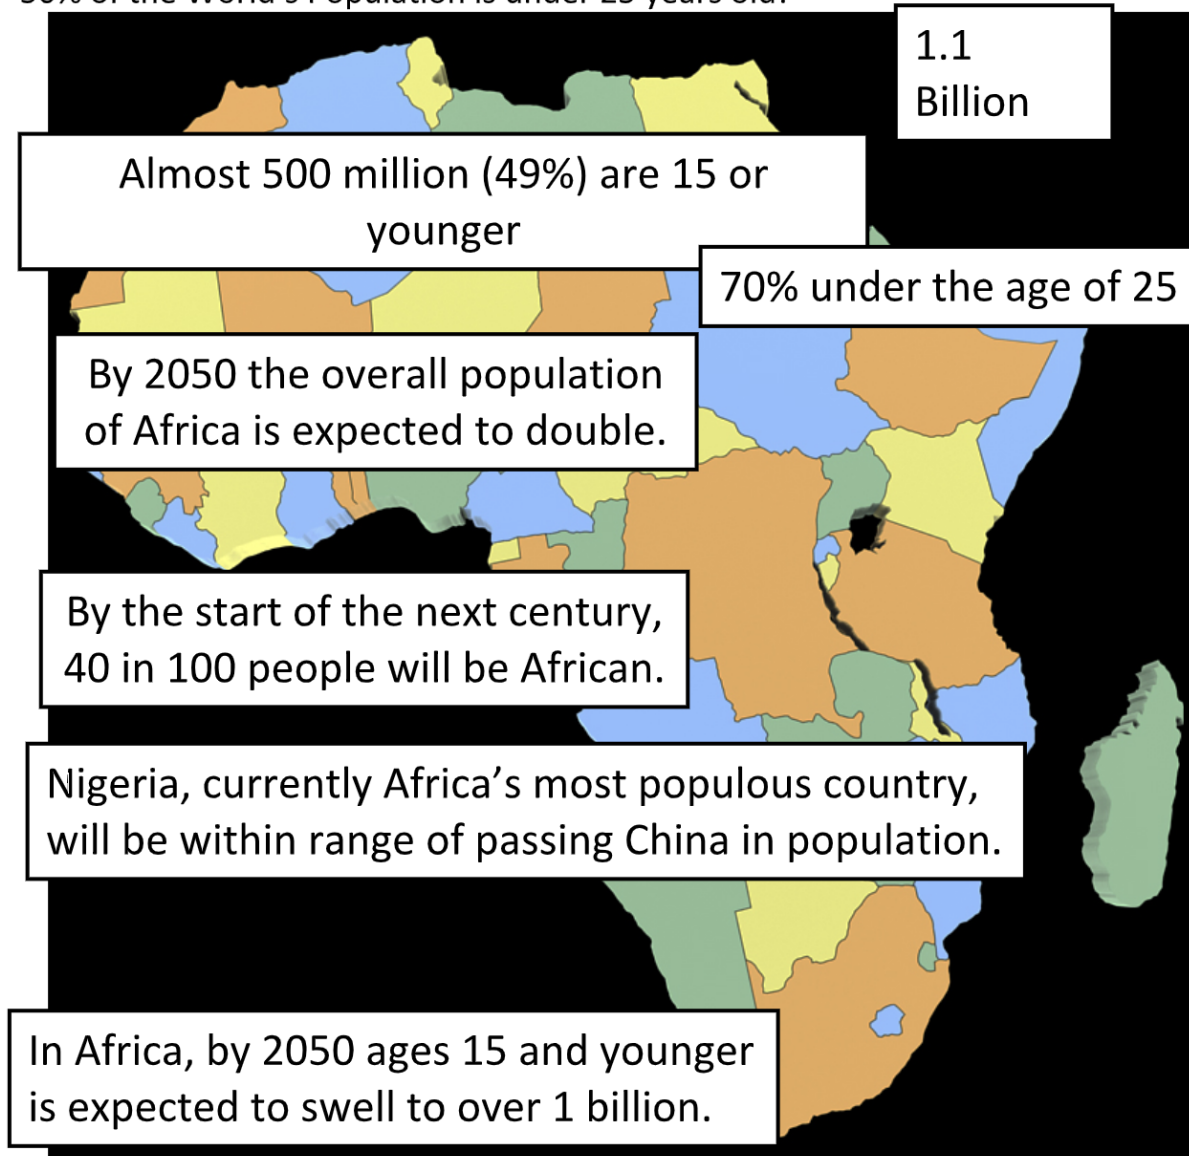 1.1
Billion
Almost 500 million (49%) are 15 or
younger
70% under the age of 25
By 2050 the overall population
of Africa is expected to double.
By the start of the next century,
40 in 100 people will be African.
Nigeria, currently Africa’s most populous country,
will be within range of passing China in population.
In Africa, by 2050 ages 15 and younger
is expected to swell to over 1 billion.